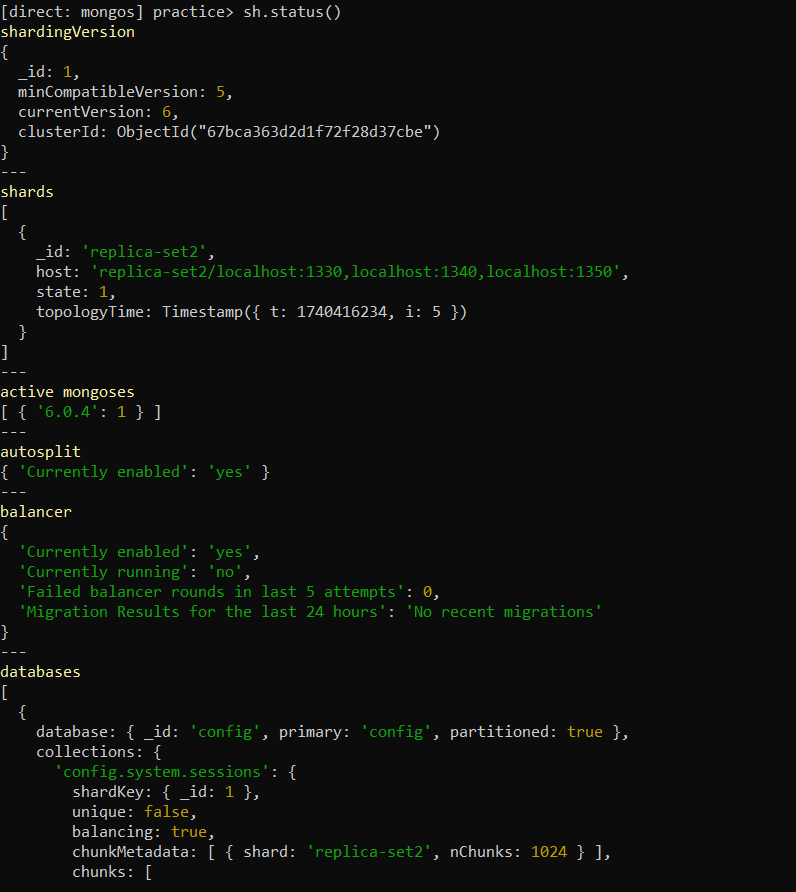 [direct: mongos] practice> sh.status()
shardingVersion
{
  _id: 1,
  minCompatibleVersion: 5,
  currentVersion: 6,
  clusterId: ObjectId("67bca363d2d1f72f28d37cbe")
}
---
shards
[
  {
    _id: 'replica-set2',
    host: 'replica-set2/localhost:1330,localhost:1340,localhost:1350',
    state: 1,
    topologyTime: Timestamp({ t: 1740416234, i: 5 })
  }
]
---
active mongoses
[ { '6.0.4': 1 } ]
---
autosplit
{ 'Currently enabled': 'yes' }
---
balancer
{
  'Currently enabled': 'yes',
  'Currently running': 'no',
  'Failed balancer rounds in last 5 attempts': 0,
  'Migration Results for the last 24 hours': 'No recent migrations'
}
---
databases
[
  {
    database: { _id: 'config', primary: 'config', partitioned: true },
    collections: {
      'config.system.sessions': {
        shardKey: { _id: 1 },
        unique: false,
        balancing: true,
        chunkMetadata: [ { shard: 'replica-set2', nChunks: 1024 } ],
        chunks: [